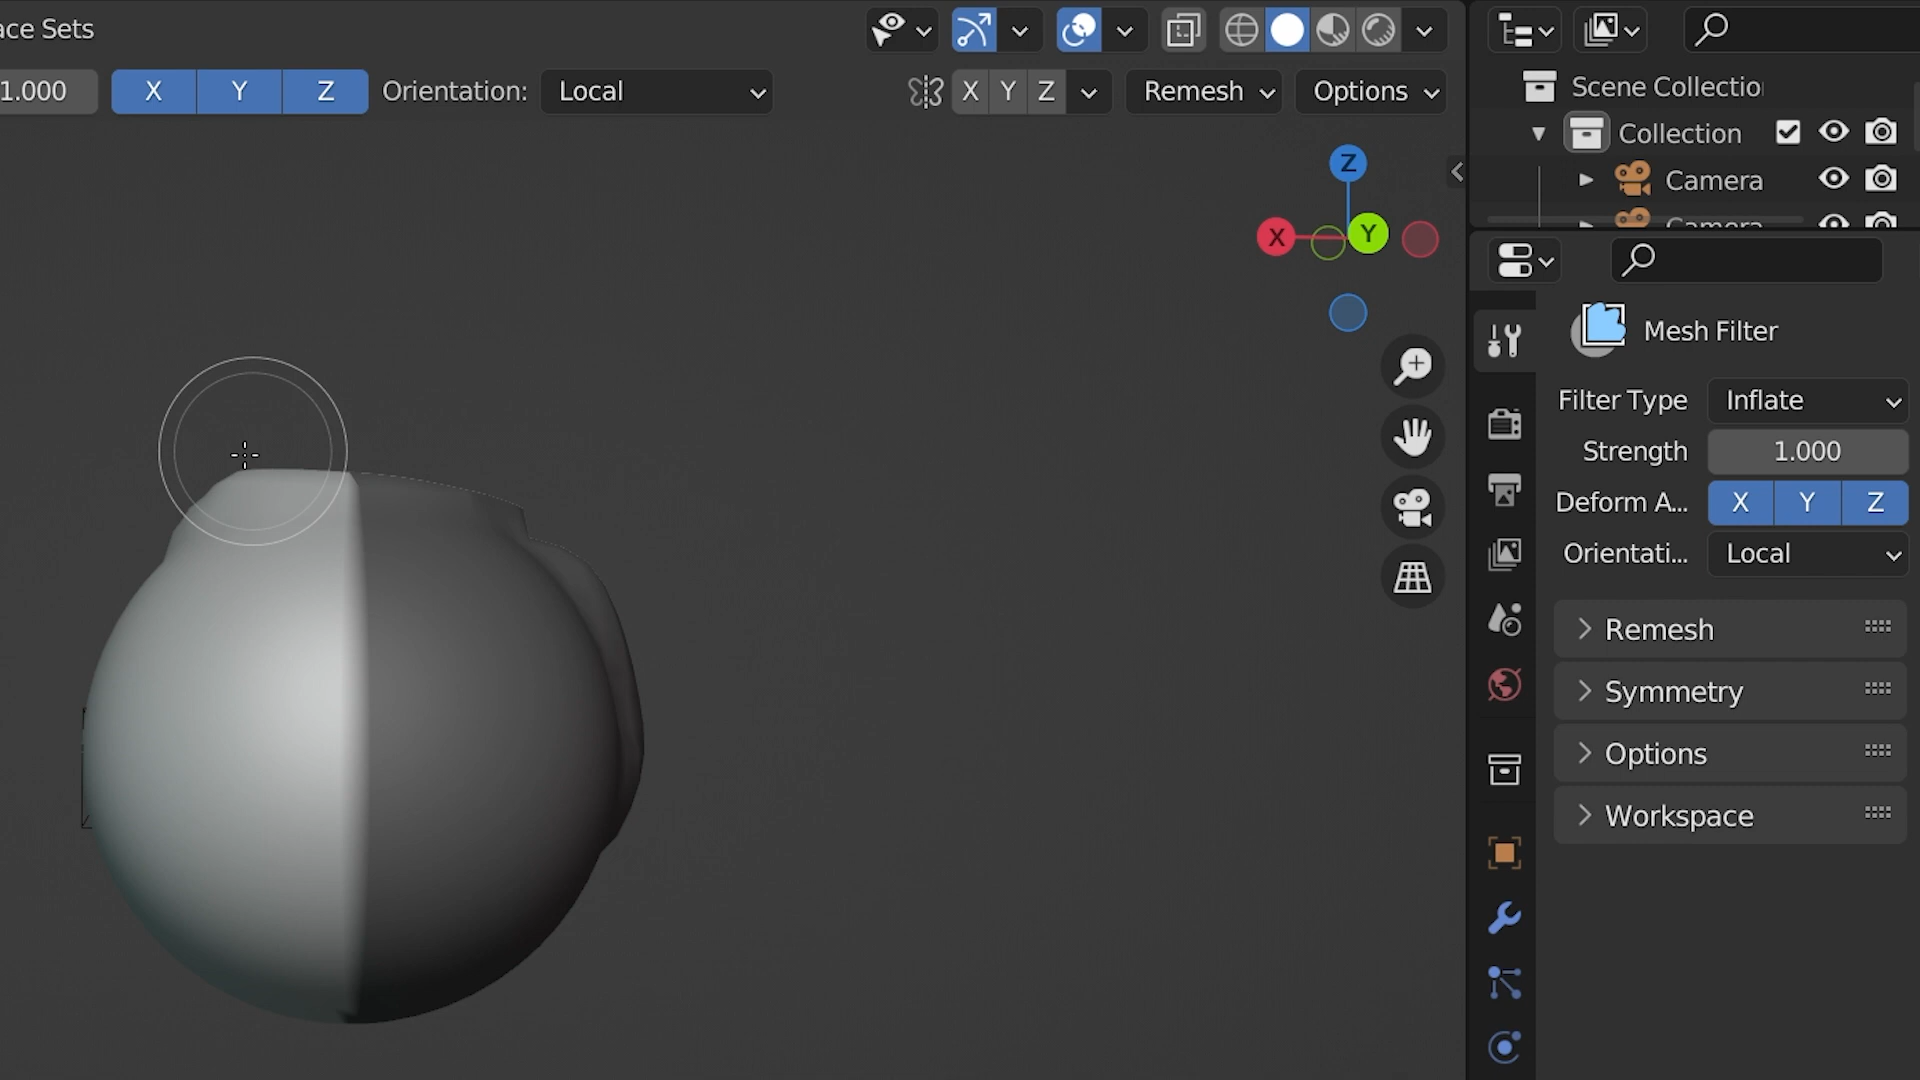 ace Sets
1.000 X Y Z Orientation: Local X Y Z Remesh Options
Scene Collectio
Collection
Camera
Camera
Z
X
Y
Mesh Filter
Filter Type Inflate
Strength 1.000
Deform A... X Y Z
Orientati... Local
Remesh
Symmetry
Options
Workspace